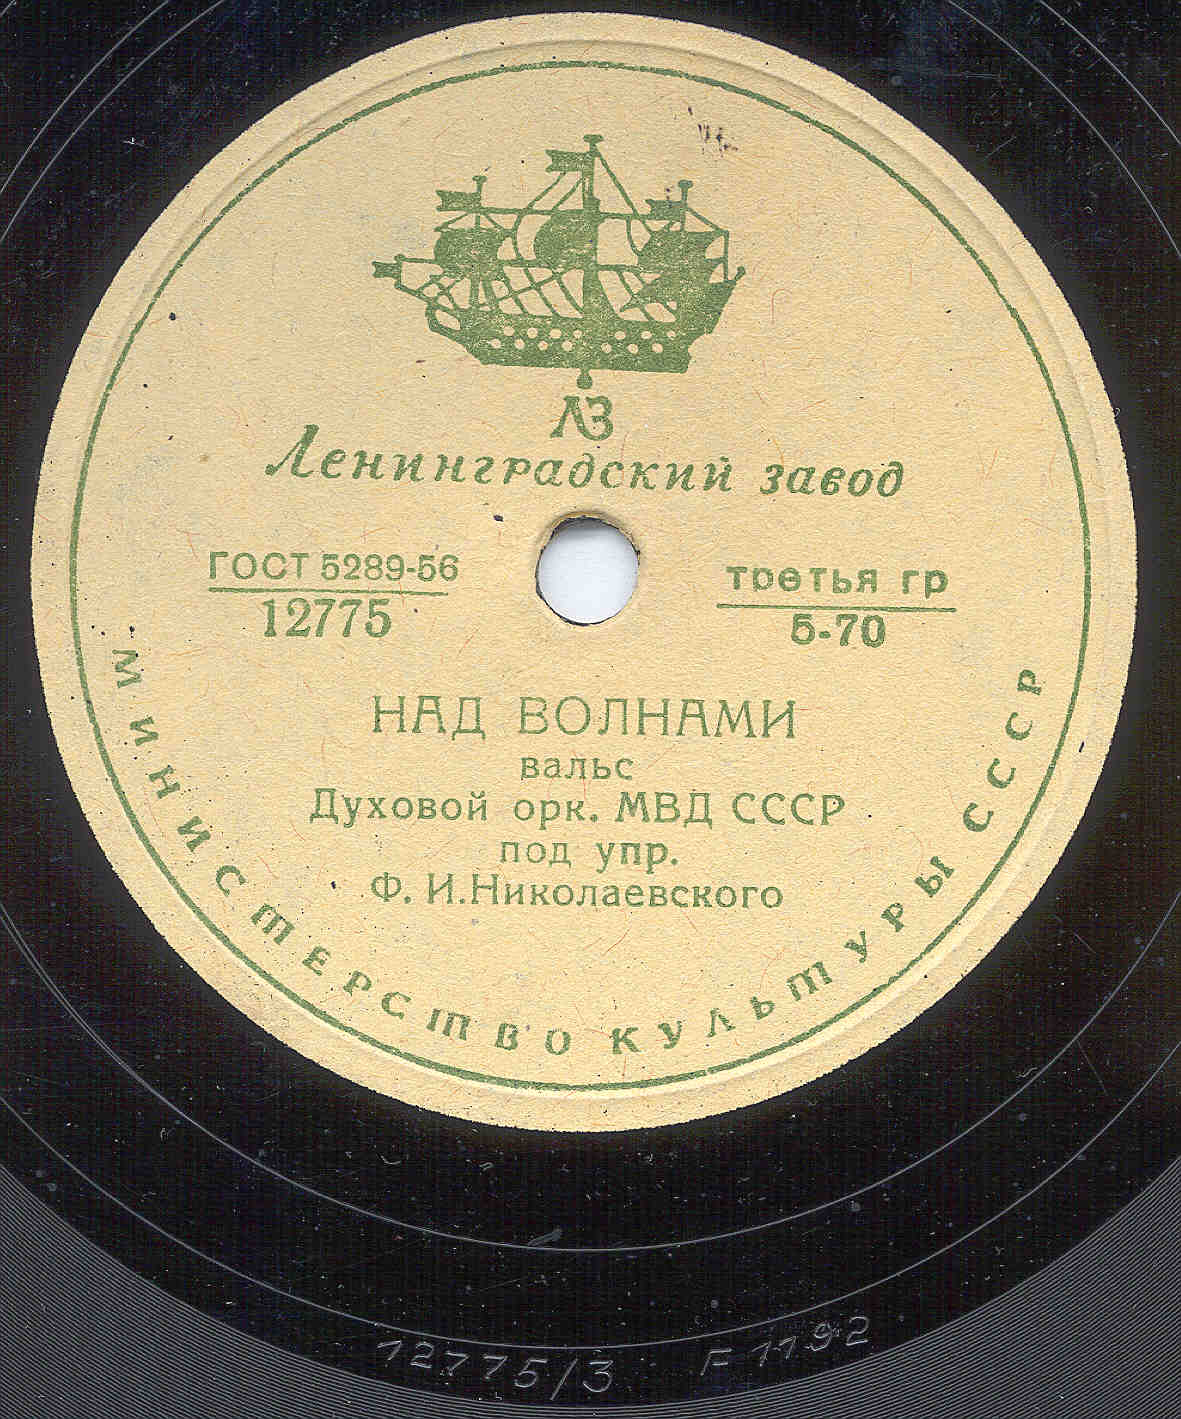 ЛЗ
Ленинградский завод
ГОСТ 5289-56
12775
третья гр
5-70
НАД ВОЛНАМИ
вальс
Духовой орк. МВД СССР
под упр.
Ф. И. Николаевского
МИНИСТЕРСТВО КУЛЬТУРЫ СССР
12775/3 F 1192